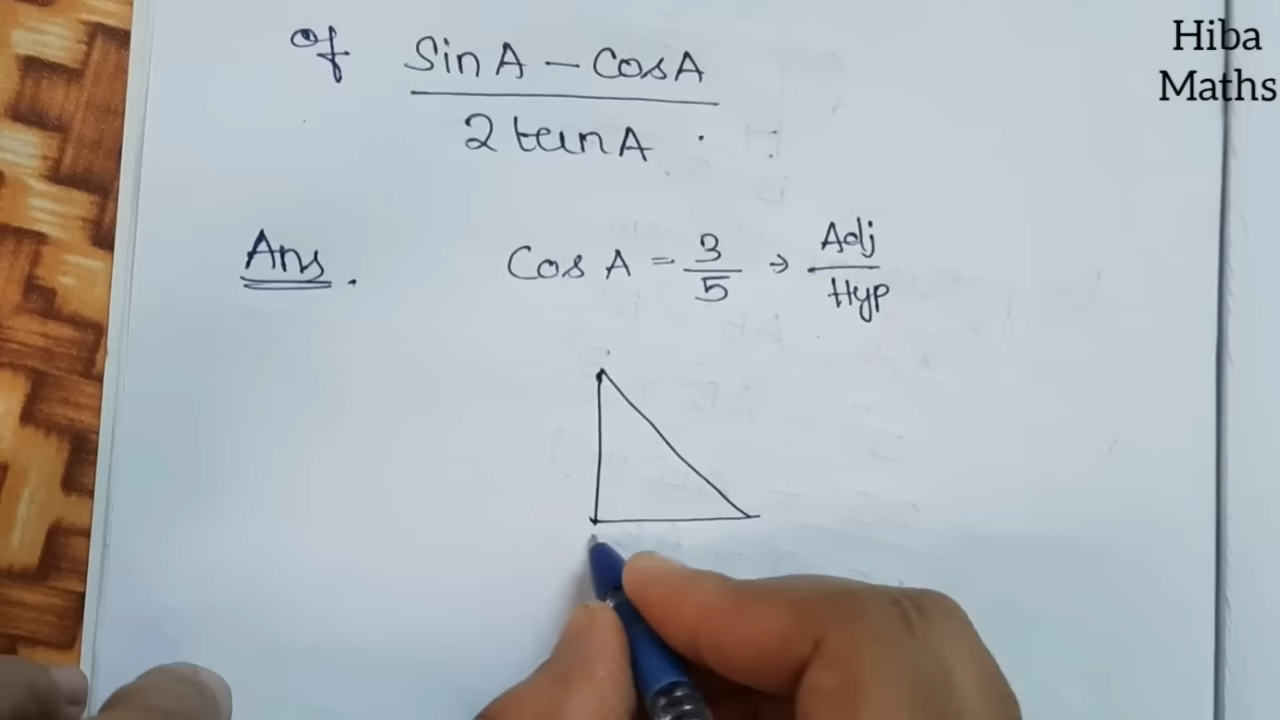 of SinA - CosA
2 tanA .
Ans . Cos A = 3/5 → Adj/Hyp
Hiba
Maths